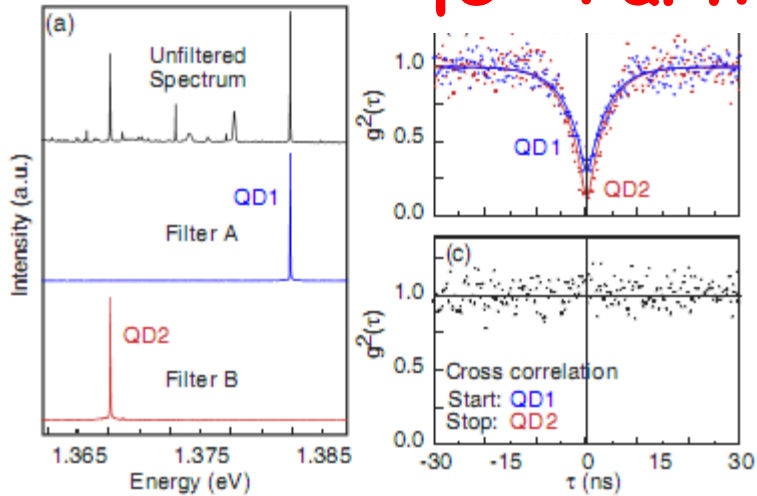 (a)
Unfiltered
Spectrum
QD1
Filter A
QD2
Filter B
Intensity (a.u.)
1.365 1.375 1.385
Energy (eV)
1.0
0.5
0.0
g²(τ)
QD1
QD2
(c)
1.0
0.5
0.0
g²(τ)
Cross correlation
Start: QD1
Stop: QD2
-30 -15 0 15 30
τ (ns)